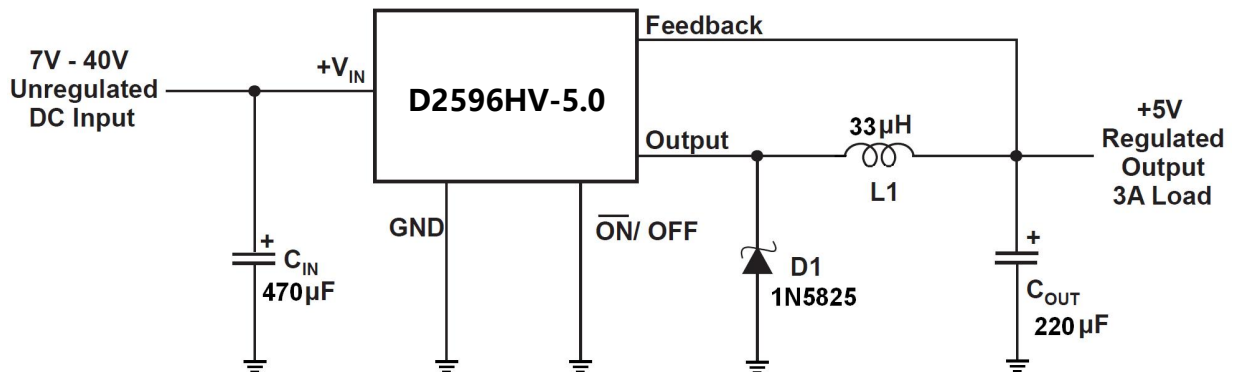 7V - 40V
Unregulated
DC Input
+VIN
D2596HV-5.0
Feedback
Output
33μH
L1
+5V
Regulated
Output
3A Load
GND
ON/ OFF
+
CIN
470μF
D1
1N5825
+
COUT
220μF